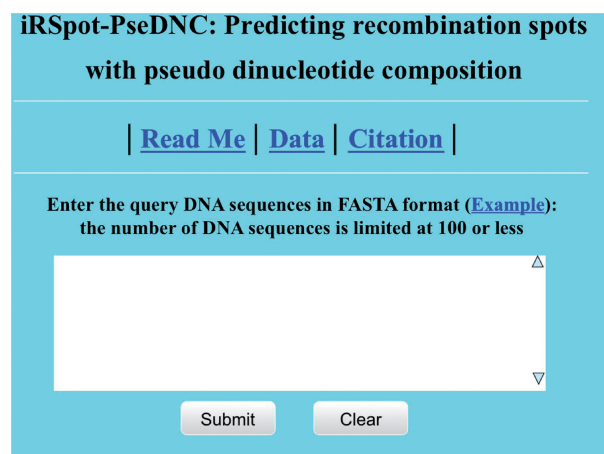 iRSpot-PseDNC: Predicting recombination spots
with pseudo dinucleotide composition
| Read Me | Data | Citation |
Enter the query DNA sequences in FASTA format (Example):
the number of DNA sequences is limited at 100 or less
Submit Clear